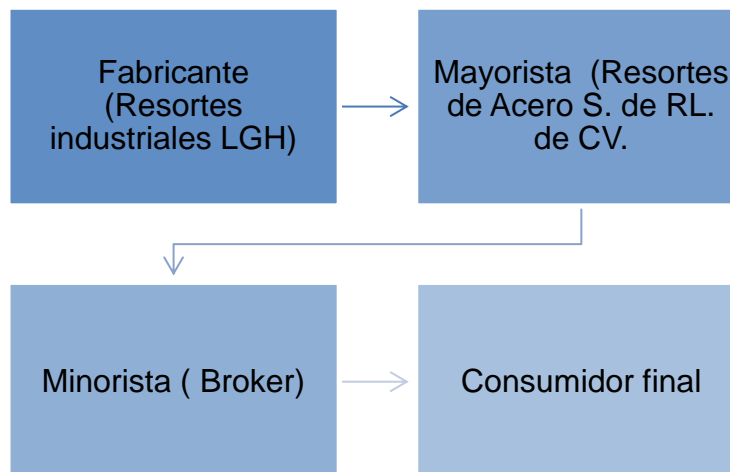 Fabricante
(Resortes
industriales LGH)
Mayorista (Resortes
de Acero S. de RL.
de CV.
Minorista ( Broker)
Consumidor final